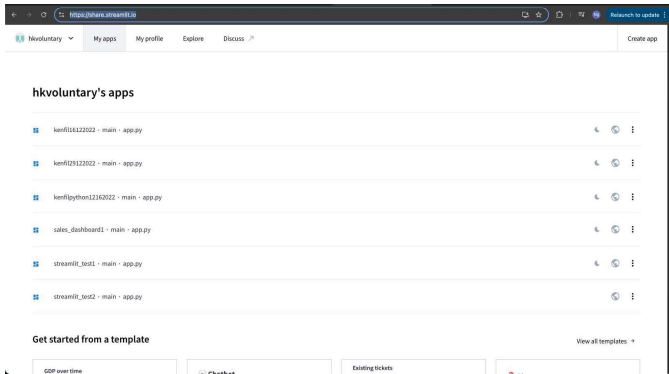 https://share.streamlit.io
Relaunch to update
hkvoluntary
My apps
My profile
Explore
Discuss ↗
Create app
hkvoluntary's apps
kenfil16122022 · main · app.py
kenfil29122022 · main · app.py
kenfilpython12162022 · main · app.py
sales_dashboard1 · main · app.py
streamlit_test1 · main · app.py
streamlit_test2 · main · app.py
Get started from a template
View all templates →
GDP over time
Chatbot
Existing tickets